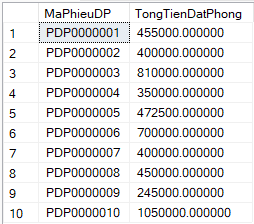 MaPhieuDP TongTienDatPhong
1 PDP0000001 455000.000000
2 PDP0000002 400000.000000
3 PDP0000003 810000.000000
4 PDP0000004 350000.000000
5 PDP0000005 472500.000000
6 PDP0000006 700000.000000
7 PDP0000007 400000.000000
8 PDP0000008 450000.000000
9 PDP0000009 245000.000000
10 PDP0000010 1050000.000000